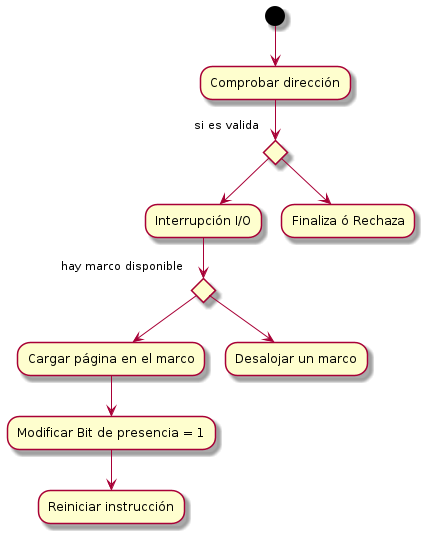 Comprobar dirección
si es valida
Interrupción I/O
Finaliza ó Rechaza
hay marco disponible
Cargar página en el marco
Desalojar un marco
Modificar Bit de presencia = 1
Reiniciar instrucción